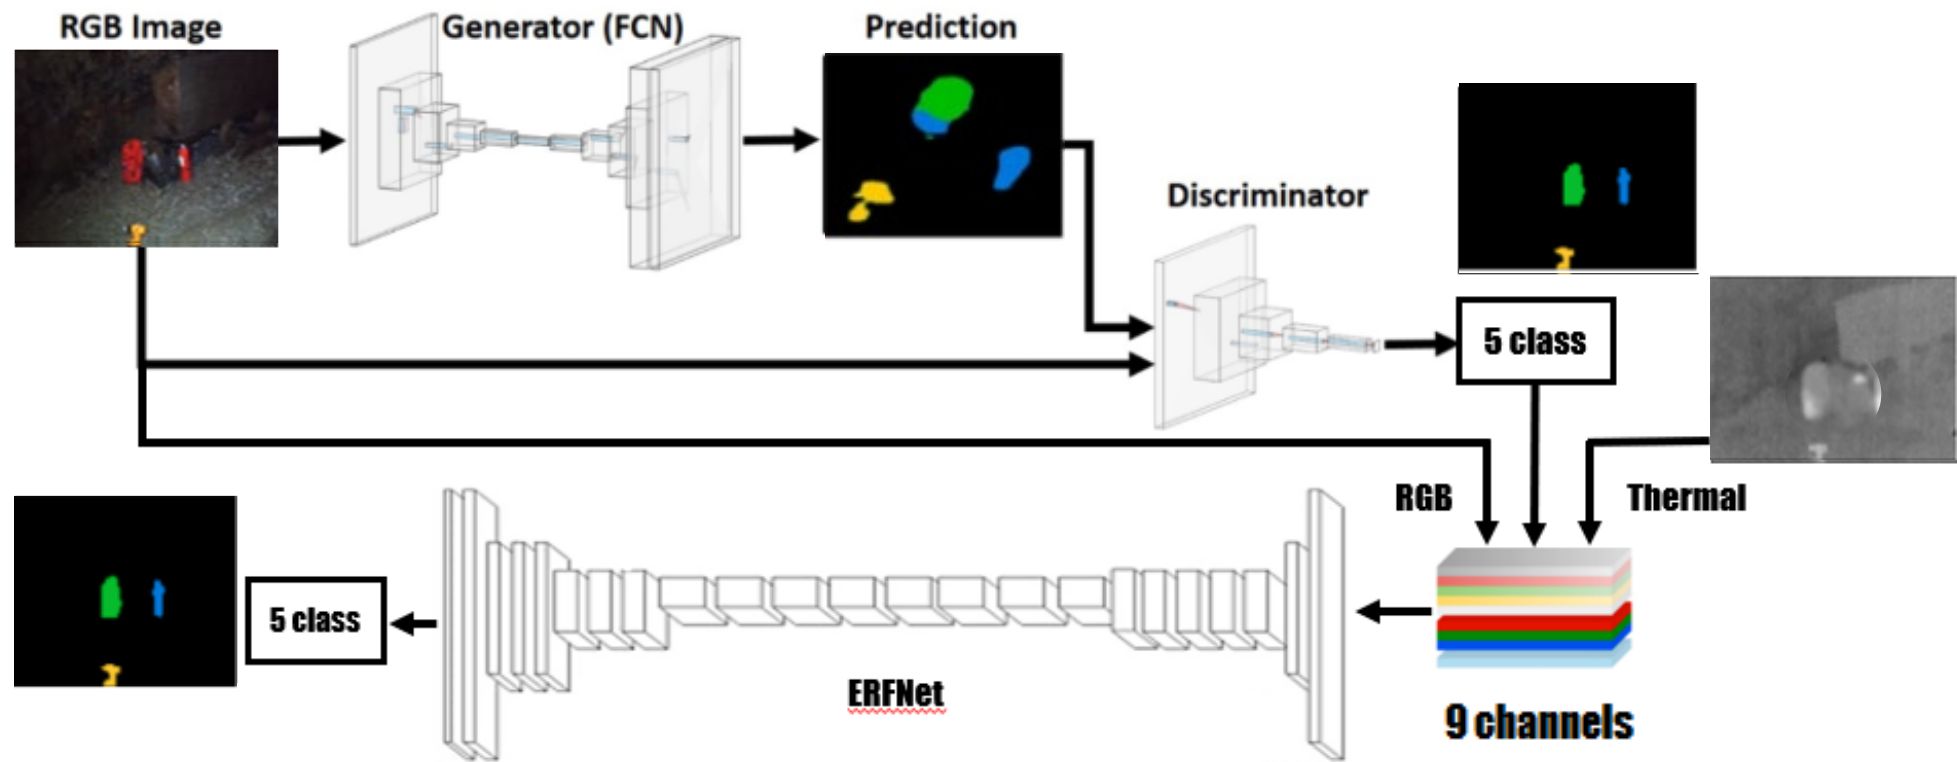 RGB Image
Generator (FCN)
Prediction
Discriminator
5 class
RGB
Thermal
5 class
ERFNet
9 channels